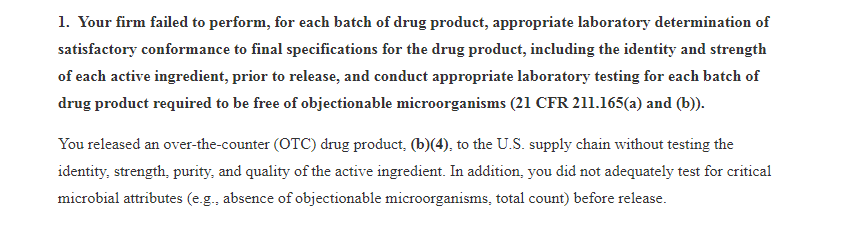 1.  Your firm failed to perform, for each batch of drug product, appropriate laboratory determination of
satisfactory conformance to final specifications for the drug product, including the identity and strength
of each active ingredient, prior to release, and conduct appropriate laboratory testing for each batch of
drug product required to be free of objectionable microorganisms (21 CFR 211.165(a) and (b)).
You released an over-the-counter (OTC) drug product, (b)(4), to the U.S. supply chain without testing the
identity, strength, purity, and quality of the active ingredient. In addition, you did not adequately test for critical
microbial attributes (e.g., absence of objectionable microorganisms, total count) before release.